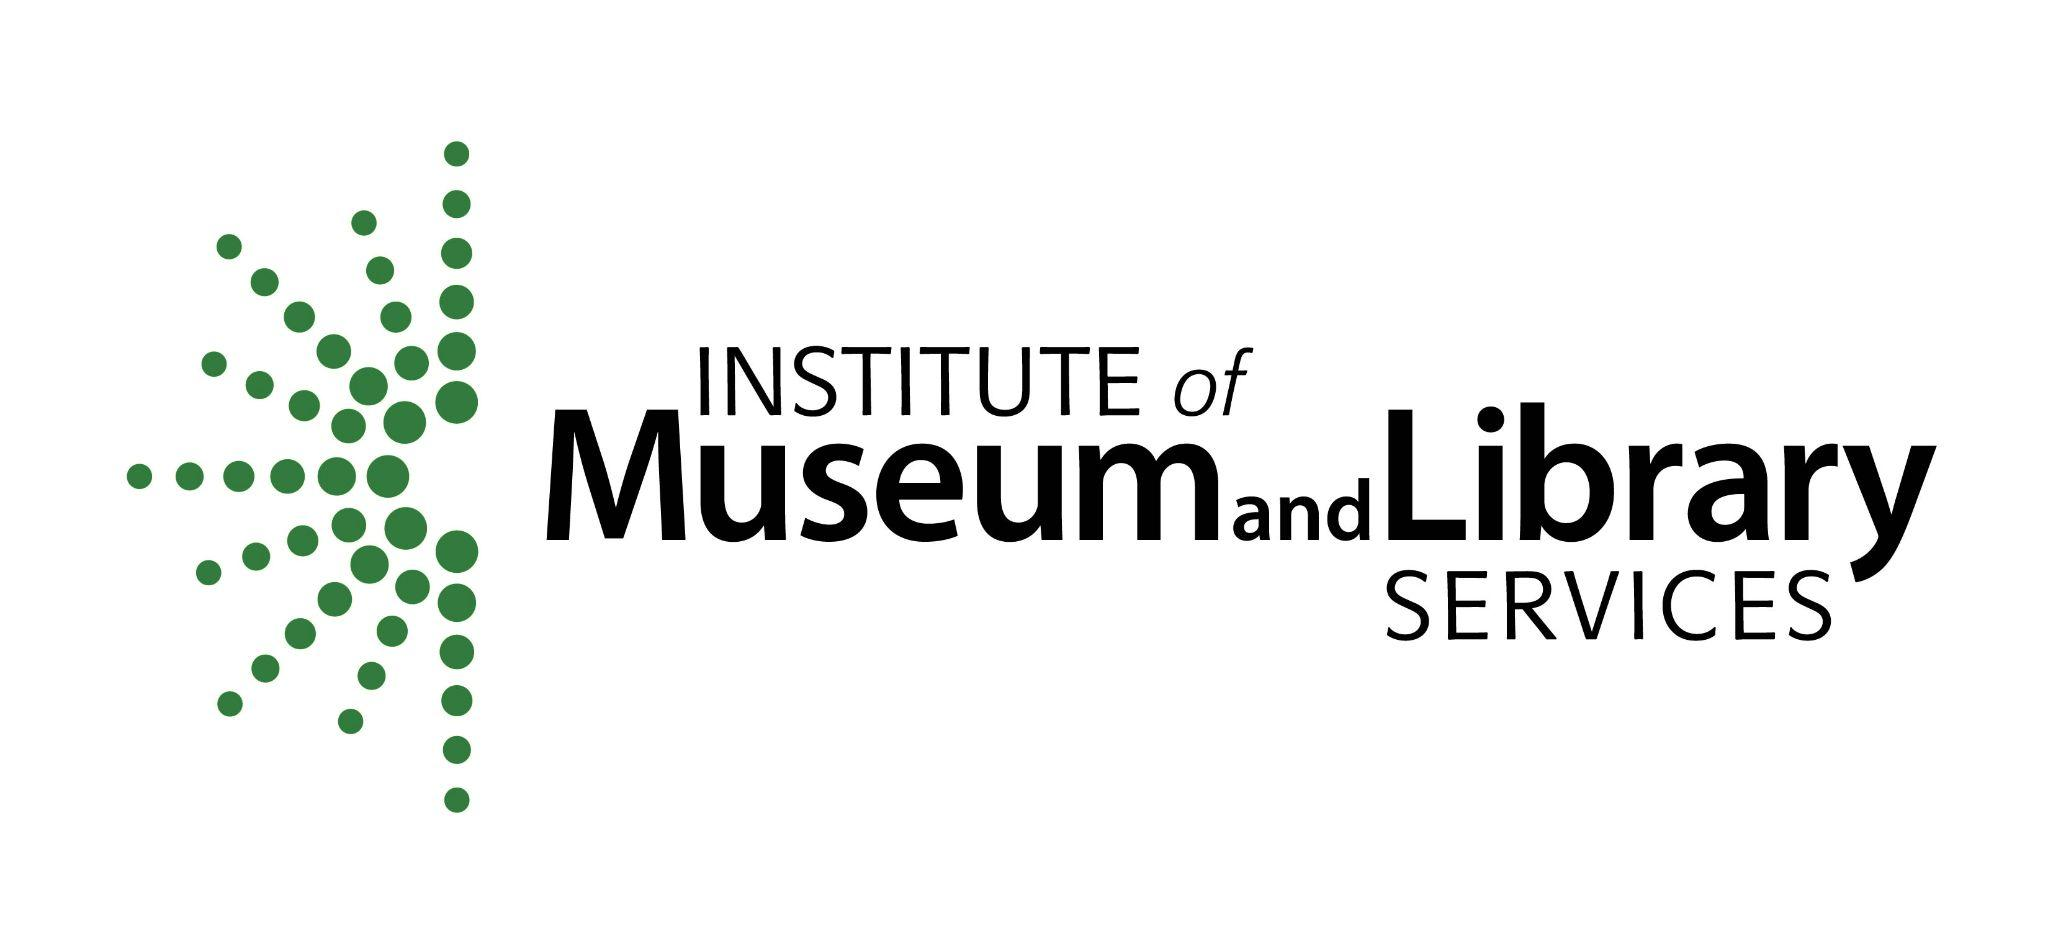 INSTITUTE of
Museum and Library
SERVICES